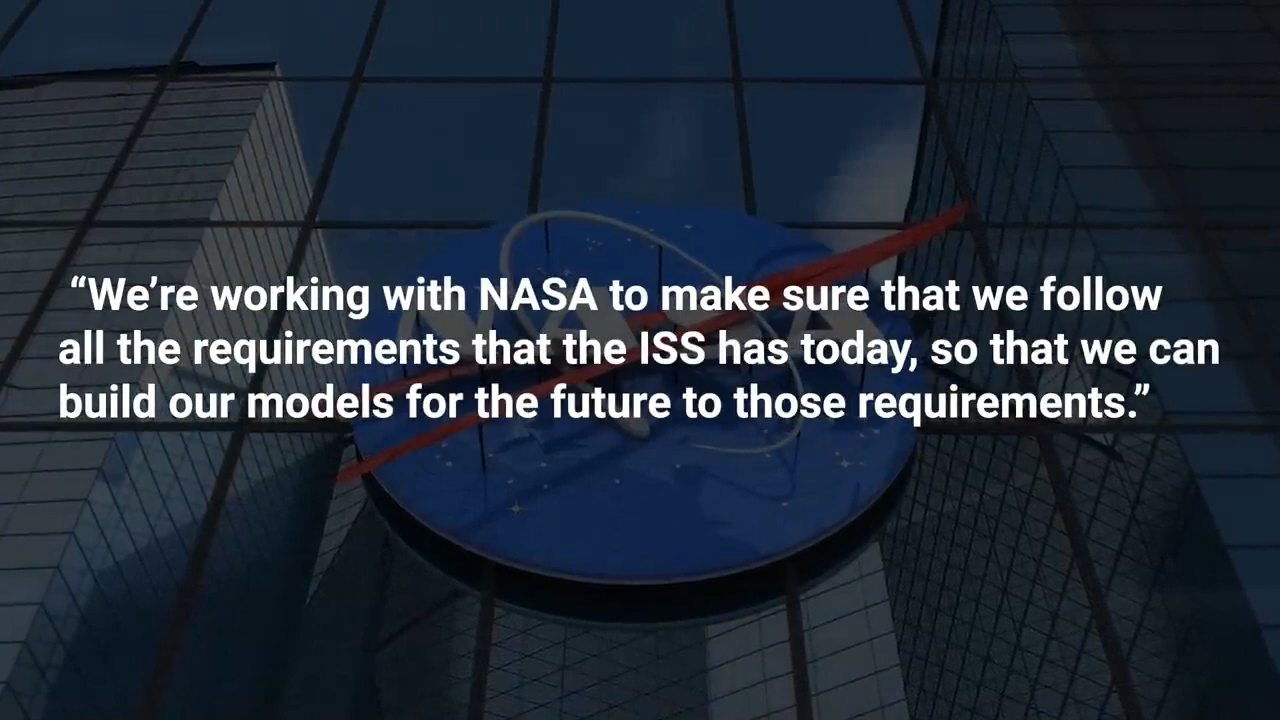 “We’re working with NASA to make sure that we follow
all the requirements that the ISS has today, so that we can
build our models for the future to those requirements.”